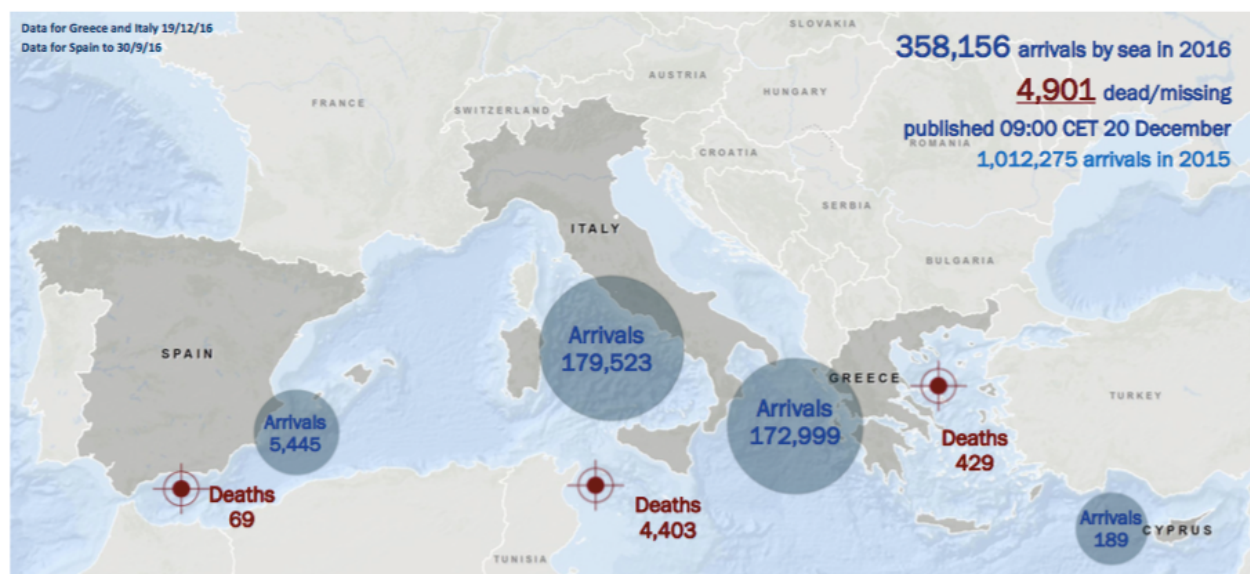 Data for Greece and Italy 19/12/16
Data for Spain to 30/9/16
358,156 arrivals by sea in 2016
4,901 dead/missing
published 09:00 CET 20 December
1,012,275 arrivals in 2015
SLOVAKIA
AUSTRIA
HUNGARY
FRANCE
SWITZERLAND
ROMANIA
CROATIA
SERBIA
ITALY
BULGARIA
SPAIN
Arrivals
179,523
GREECE
TURKEY
Arrivals
5,445
Arrivals
172,999
Deaths
429
Deaths
69
Deaths
4,403
Arrivals
189
CYPRUS
TUNISIA